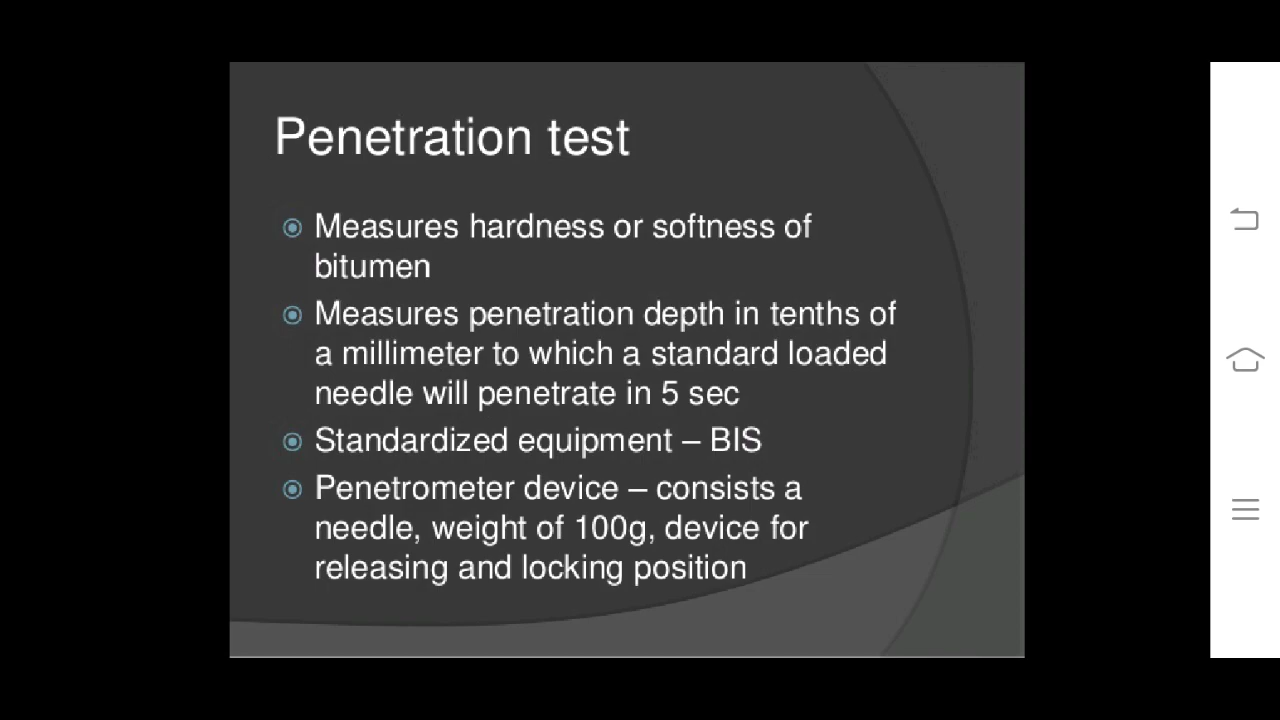 Penetration test
Measures hardness or softness of
bitumen
Measures penetration depth in tenths of
a millimeter to which a standard loaded
needle will penetrate in 5 sec
Standardized equipment – BIS
Penetrometer device – consists a
needle, weight of 100g, device for
releasing and locking position